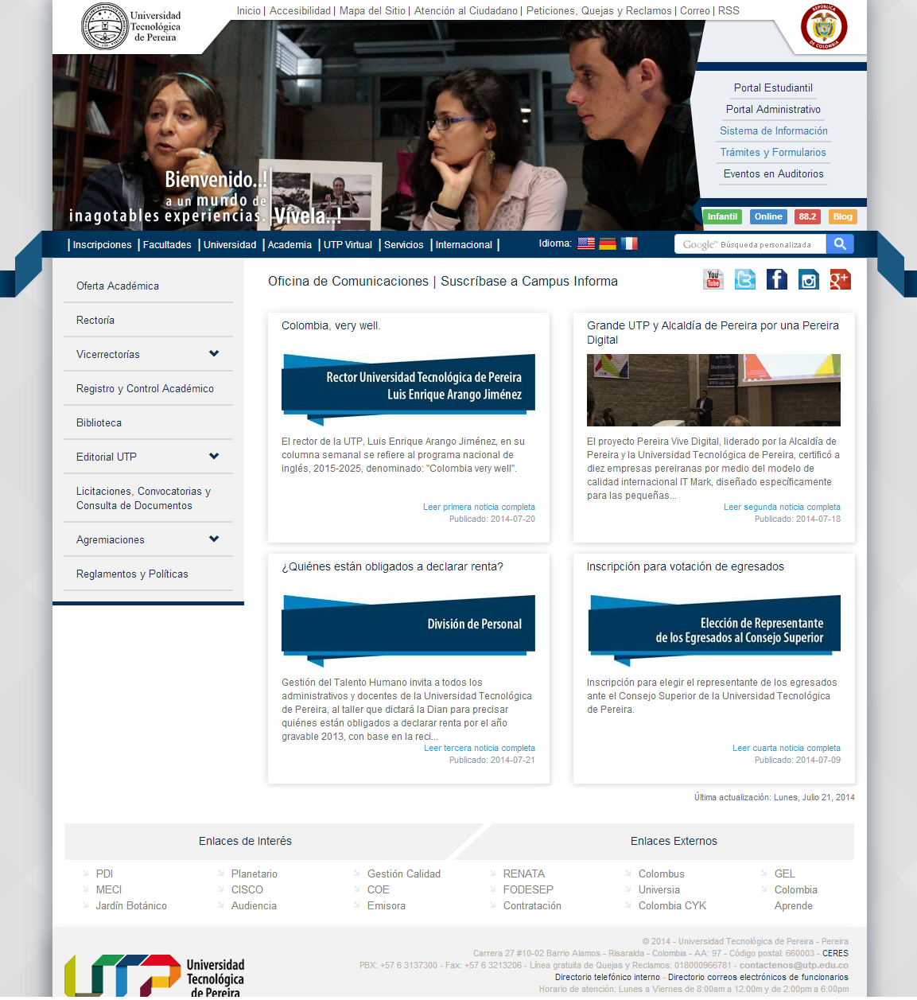 Universidad
Tecnológica
de Pereira
Inicio | Accesibilidad | Mapa del Sitio | Atención al Ciudadano | Peticiones, Quejas y Reclamos | Correo | RSS
REPÚBLICA
DE COLOMBIA
Portal Estudiantil
Portal Administrativo
Sistema de Información
Trámites y Formularios
Eventos en Auditorios
Bienvenido..!
a un mundo de
inagotables experiencias. Vívela..!
Infantil Online 88.2 Blog
| Inscripciones | Facultades | Universidad | Academia | UTP Virtual | Servicios | Internacional |
Idioma:
Google™ Búsqueda personalizada
Oferta Académica
Rectoría
Vicerrectorías
Registro y Control Académico
Biblioteca
Editorial UTP
Licitaciones, Convocatorias y
Consulta de Documentos
Agremiaciones
Reglamentos y Políticas
Oficina de Comunicaciones | Suscríbase a Campus Informa
You
Tube
Colombia, very well.
Rector Universidad Tecnológica de Pereira
Luis Enrique Arango Jiménez
El rector de la UTP, Luis Enrique Arango Jiménez, en su
columna semanal se refiere al programa nacional de
inglés, 2015-2025, denominado: "Colombia very well".
Leer primera noticia completa
Publicado: 2014-07-20
Grande UTP y Alcaldía de Pereira por una Pereira
Digital
Bienvenidos
El proyecto Pereira Vive Digital, liderado por la Alcaldía de
Pereira y la Universidad Tecnológica de Pereira, certificó a
diez empresas pereiranas por medio del modelo de
calidad internacional IT Mark, diseñado específicamente
para las pequeñas...
Leer segunda noticia completa
Publicado: 2014-07-18
¿Quiénes están obligados a declarar renta?
División de Personal
Gestión del Talento Humano invita a todos los
administrativos y docentes de la Universidad Tecnológica
de Pereira, al taller que dictará la Dian para precisar
quiénes están obligados a declarar renta por el año
gravable 2013, con base en la reci...
Leer tercera noticia completa
Publicado: 2014-07-21
Inscripción para votación de egresados
Elección de Representante
de los Egresados al Consejo Superior
Inscripción para elegir el representante de los egresados
ante el Consejo Superior de la Universidad Tecnológica
de Pereira.
Leer cuarta noticia completa
Publicado: 2014-07-09
Última actualización: Lunes, Julio 21, 2014
Enlaces de Interés
Enlaces Externos
PDI Planetario Gestión Calidad RENATA Colombus GEL
MECI CISCO COE FODESEP Universia Colombia
Jardín Botánico Audiencia Emisora Contratación Colombia CYK Aprende
UTP
Universidad
Tecnológica
de Pereira
© 2014 - Universidad Tecnológica de Pereira - Pereira
Carrera 27 #10-02 Barrio Alamos - Risaralda - Colombia - AA: 97 - Código postal: 660003 - CERES
PBX: +57 6 3137300 - Fax: +57 6 3213206 - Línea gratuita de Quejas y Reclamos: 018000966781 - contactenos@utp.edu.co
Directorio telefónico interno - Directorio correos electrónicos de funcionarios
Horario de atención: Lunes a Viernes de 8:00am a 12:00m y de 2:00pm a 6:00pm